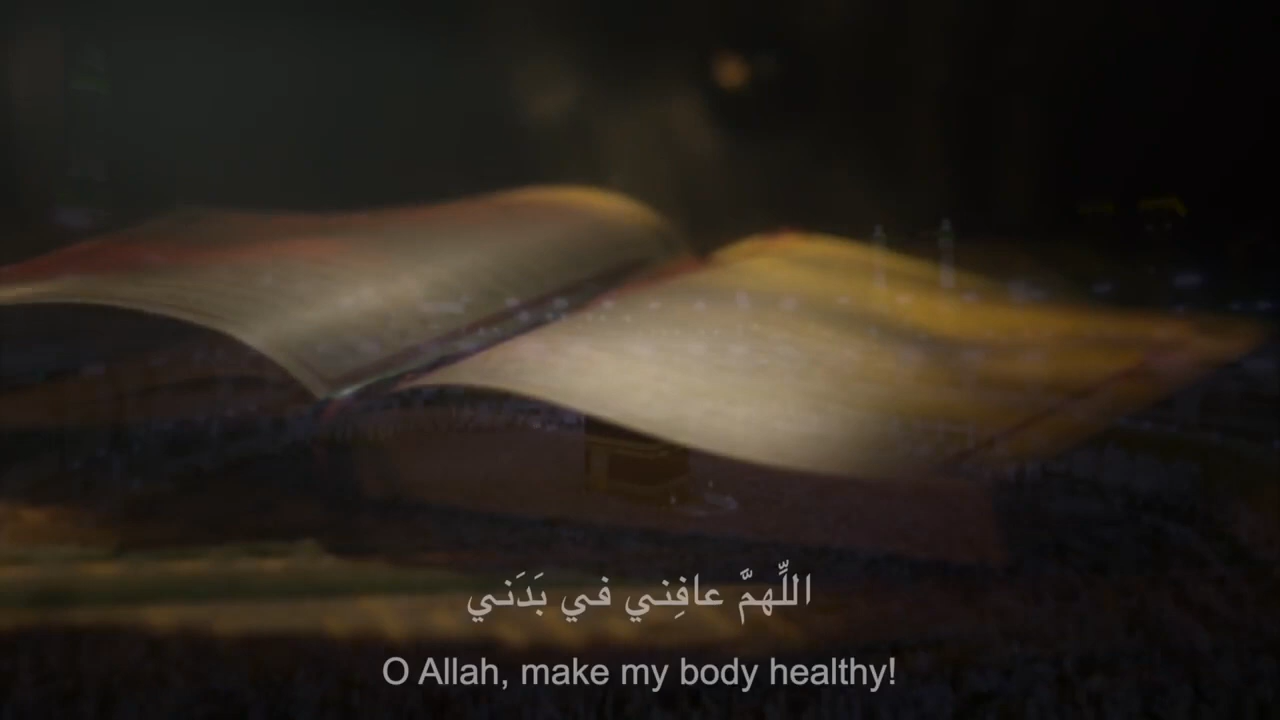 اللِّهمَّ عافِني في بَدَني
O Allah, make my body healthy!